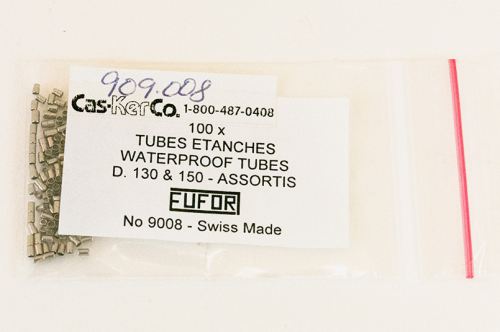 909.008
Cas-Ker Co. 1-800-487-0408
100 x
TUBES ETANCHES
WATERPROOF TUBES
D. 130 & 150 - ASSORTIS
EUFOR
No 9008 - Swiss Made